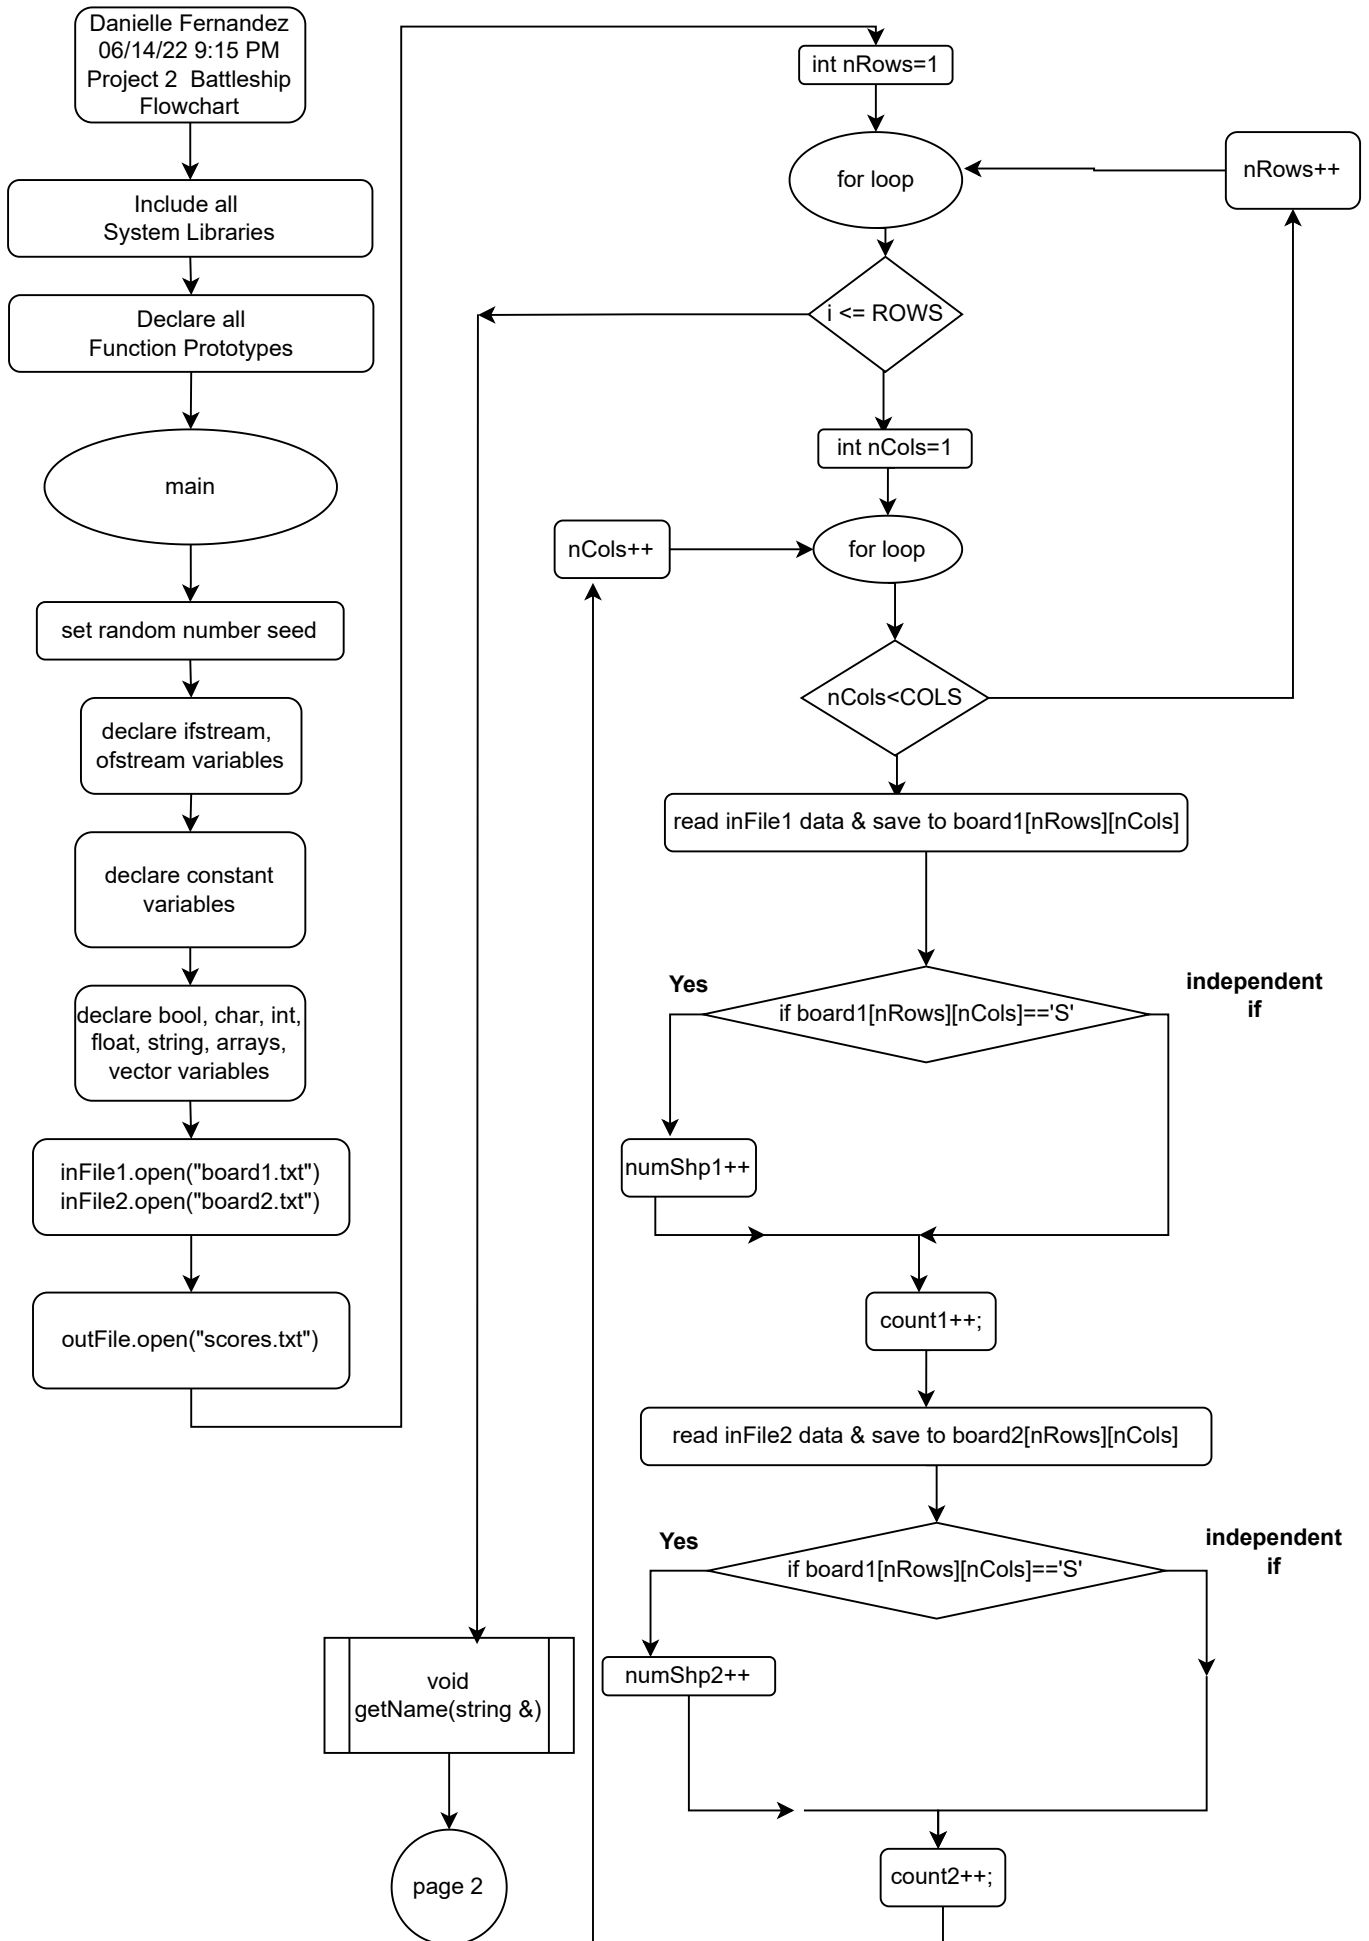 Danielle Fernandez
06/14/22 9:15 PM
Project 2  Battleship
Flowchart
Include all
System Libraries
Declare all
Function Prototypes
main
set random number seed
declare ifstream,
ofstream variables
declare constant
variables
declare bool, char, int,
float, string, arrays,
vector variables
inFile1.open("board1.txt")
inFile2.open("board2.txt")
outFile.open("scores.txt")
int nRows=1
for loop
nRows++
i <= ROWS
int nCols=1
nCols++
for loop
nCols<COLS
read inFile1 data & save to board1[nRows][nCols]
Yes
if board1[nRows][nCols]=='S'
independent
if
numShp1++
count1++;
read inFile2 data & save to board2[nRows][nCols]
Yes
if board1[nRows][nCols]=='S'
independent
if
numShp2++
count2++;
void
getName(string &)
page 2